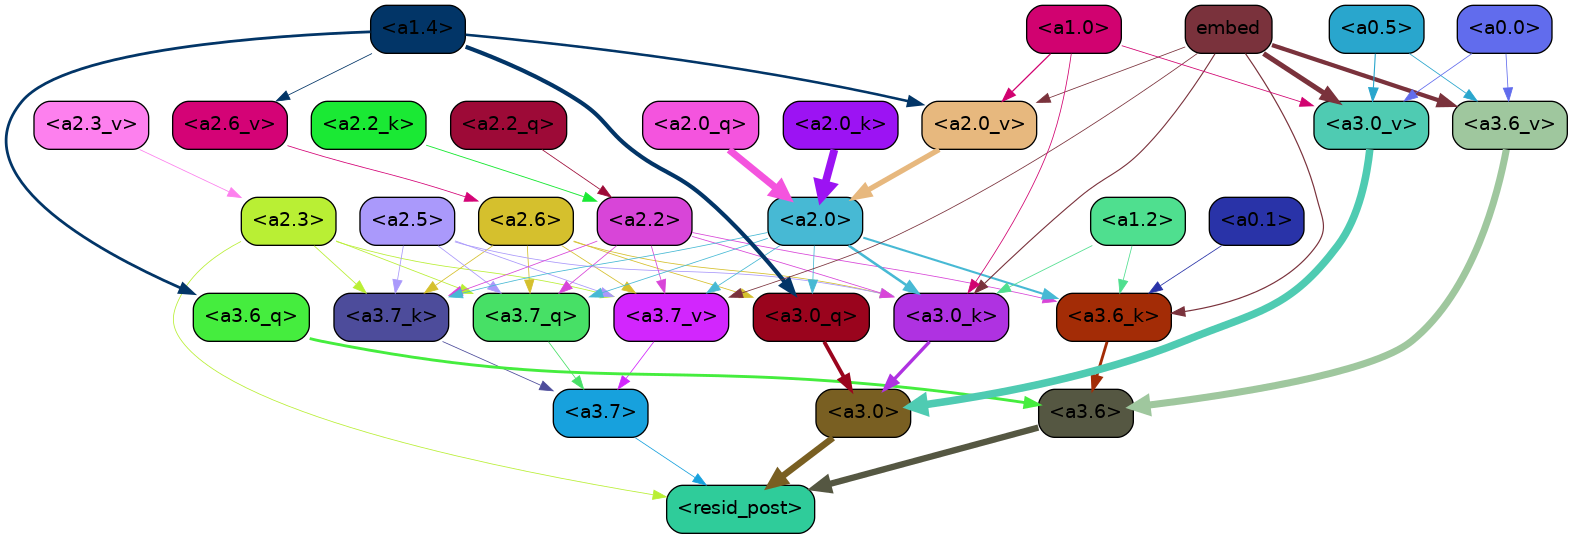 <a1.4> <a1.0> embed <a0.5> <a0.0>
<a2.3_v> <a2.6_v> <a2.2_k> <a2.2_q> <a2.0_q> <a2.0_k> <a2.0_v> <a3.0_v> <a3.6_v>
<a2.3> <a2.5> <a2.6> <a2.2> <a2.0> <a1.2> <a0.1>
<a3.6_q> <a3.7_k> <a3.7_q> <a3.7_v> <a3.0_q> <a3.0_k> <a3.6_k>
<a3.7> <a3.0> <a3.6>
<resid_post>